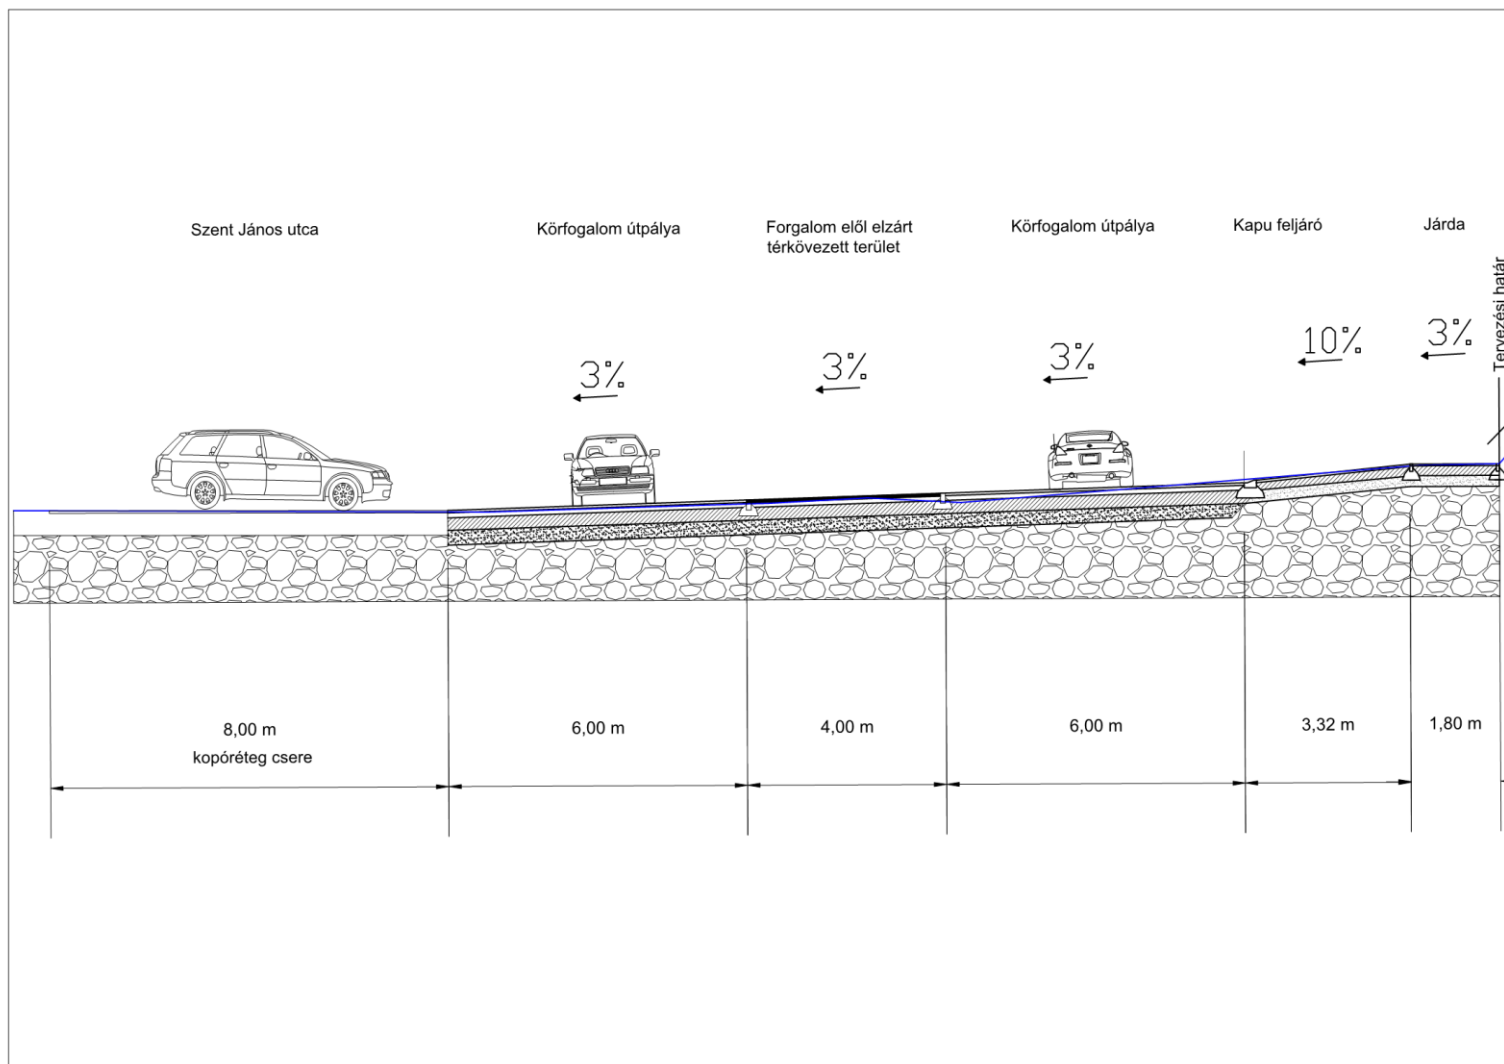 Szent János utca
Körfogalom útpálya
Forgalom elől elzárt
térkövezett terület
Körfogalom útpálya
Kapu feljáró
Járda
Tervezési határ
3%
3%
3%
10%
3%
8,00 m
kopóréteg csere
6,00 m
4,00 m
6,00 m
3,32 m
1,80 m